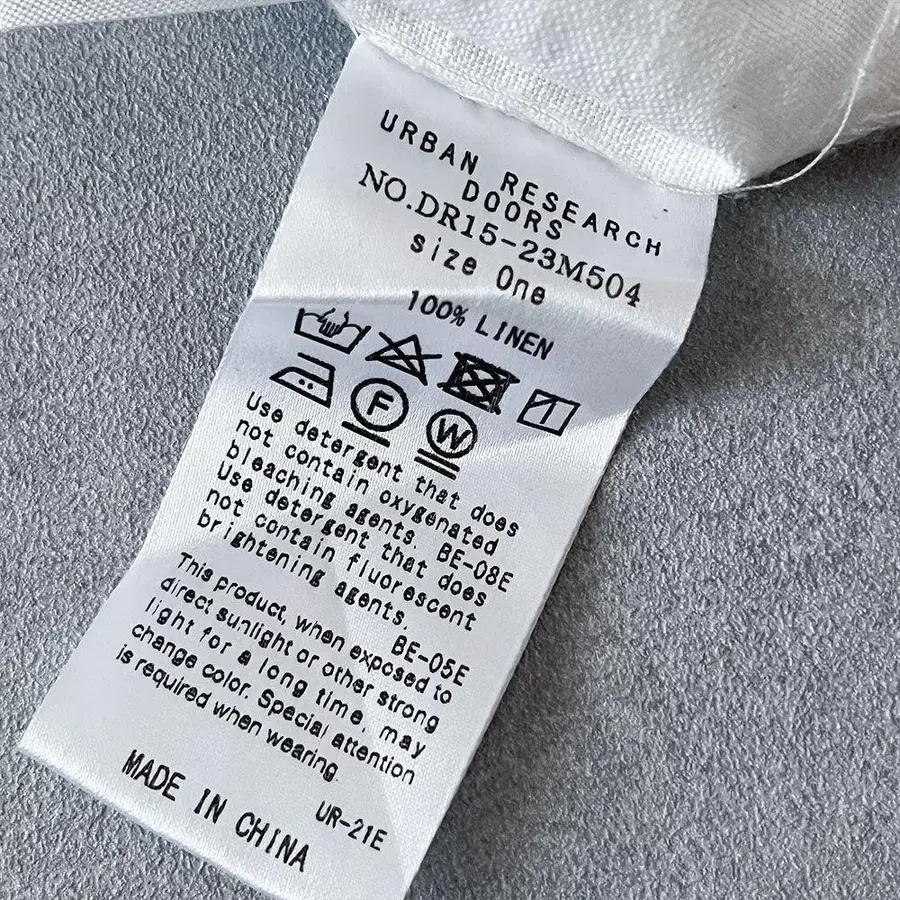 URBAN RESEARCH
DOORS
NO.DR15-23M504
size One
100% LINEN
F
W
Use detergent that does
not contain oxygenated
bleaching agents. BE-08E
Use detergent that does
not contain fluorescent
brightening agents.
BE-05E
This product, when exposed to
direct sunlight or other strong
light for a long time, may
change color. Special attention
is required when wearing.
UR-21E
MADE IN CHINA